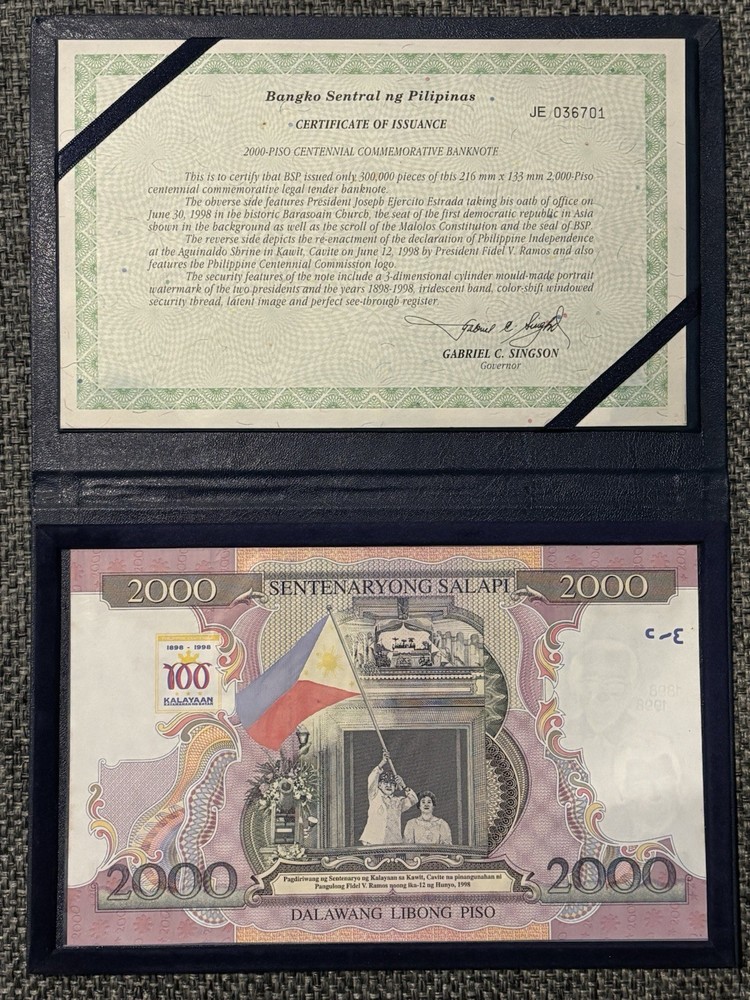 Bangko Sentral ng Pilipinas
JE 036701
CERTIFICATE OF ISSUANCE
2000-PISO CENTENNIAL COMMEMORATIVE BANKNOTE
This is to certify that BSP issued only 300,000 pieces of this 216 mm x 133 mm 2,000-Piso
centennial commemorative legal tender banknote.
The obverse side features President Joseph Ejercito Estrada taking his oath of office on
June 30, 1998 in the historic Barasoain Church, the seat of the first democratic republic in Asia
shown in the background as well as the scroll of the Malolos Constitution and the seal of BSP.
The reverse side depicts the re-enactment of the declaration of Philippine Independence
at the Aguinaldo Shrine in Kawit, Cavite on June 12, 1998 by President Fidel V. Ramos and also
features the Philippine Centennial Commission logo.
The security features of the note include a 3-dimensional cylinder mould-made portrait
watermark of the two presidents and the years 1898-1998, iridescent band, color-shift windowed
security thread, latent image and perfect see-through register.
GABRIEL C. SINGSON
Governor
2000 SENTENARYONG SALAPI 2000
1898 - 1998
100
KALAYAAN
2000 2000
Pagdiriwang ng Sentenaryo ng Kalayaan sa Kawit, Cavite na pinangunahan ni
Pangulong Fidel V. Ramos noong ika-12 ng Hunyo, 1998
DALAWANG LIBONG PISO